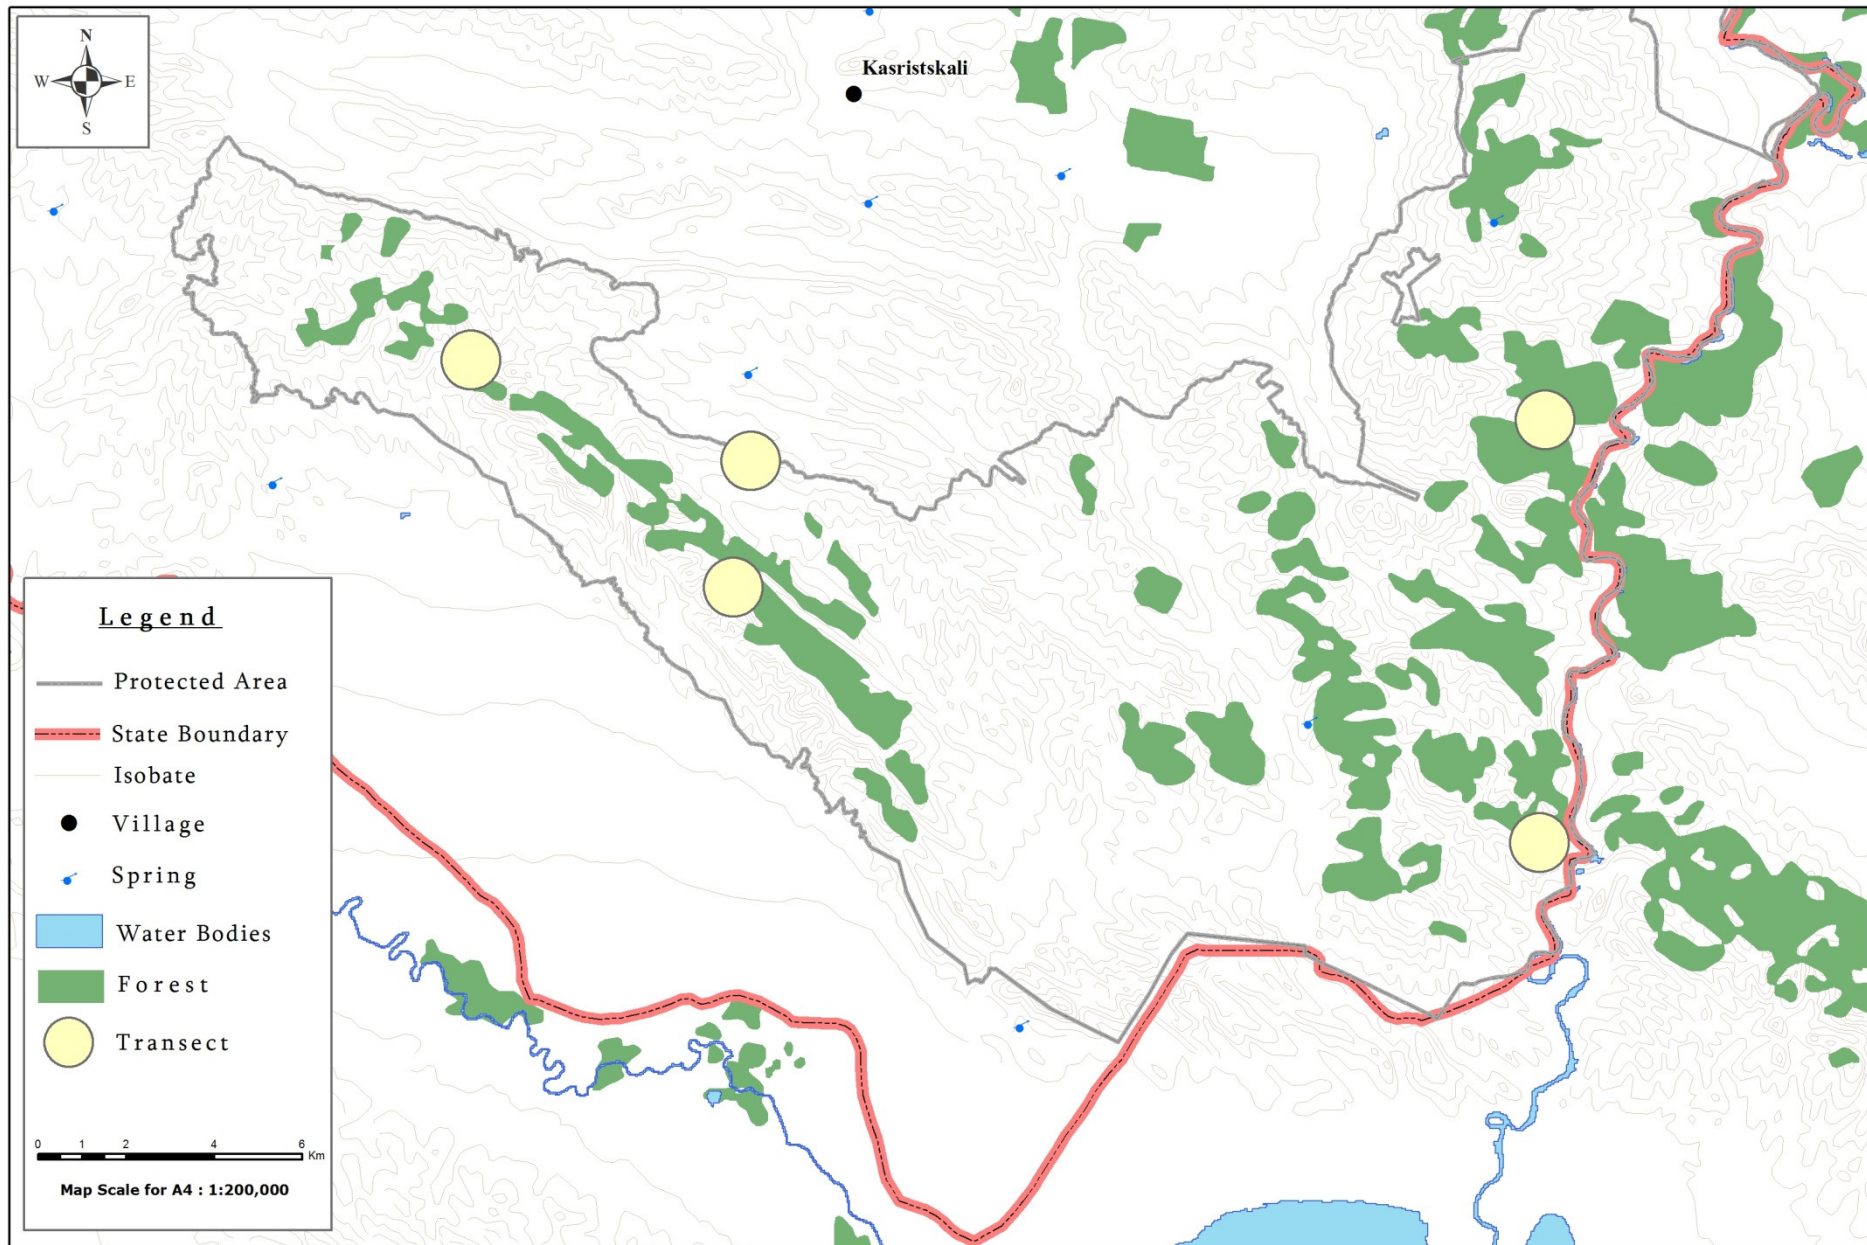 N
W E
S
Kasristskali
Legend
Protected Area
State Boundary
Isobate
Village
Spring
Water Bodies
Forest
Transect
0 1 2 4 6 Km
Map Scale for A4 : 1:200,000